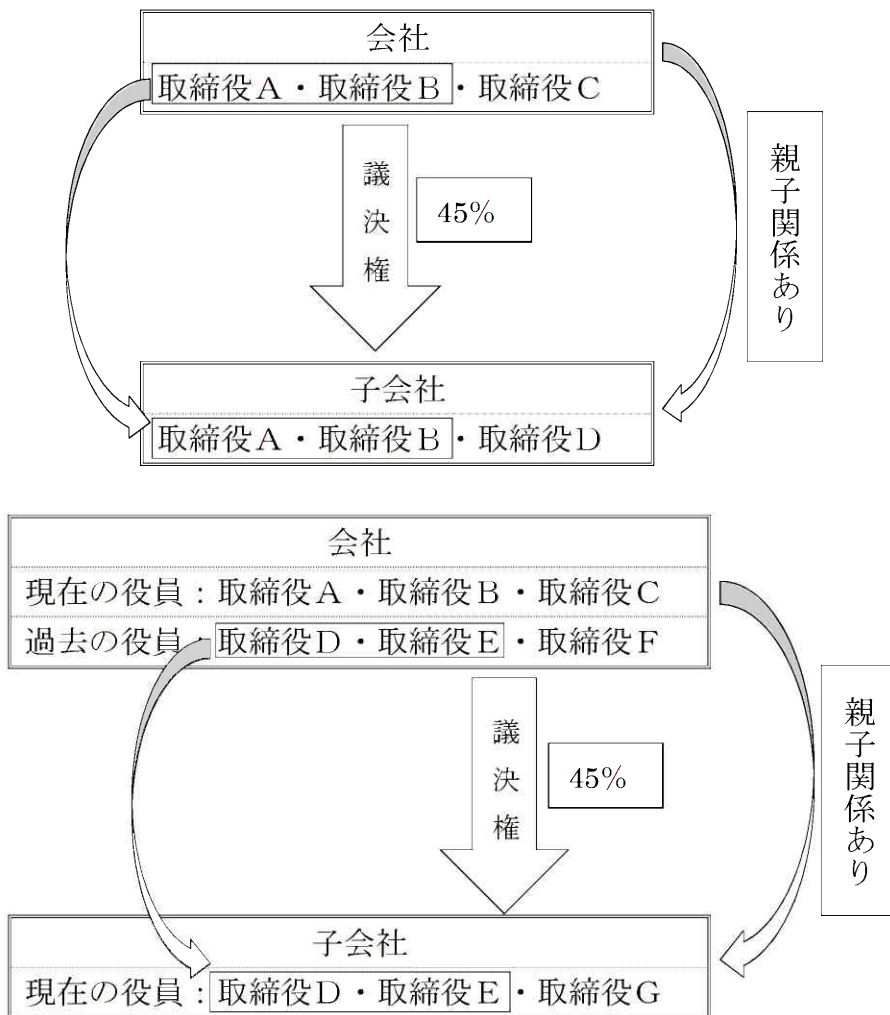 会社
取締役A・取締役B・取締役C
議決権
45%
親子関係あり
子会社
取締役A・取締役B・取締役D
会社
現在の役員：取締役A・取締役B・取締役C
過去の役員：取締役D・取締役E・取締役F
議決権
45%
親子関係あり
子会社
現在の役員：取締役D・取締役E・取締役G